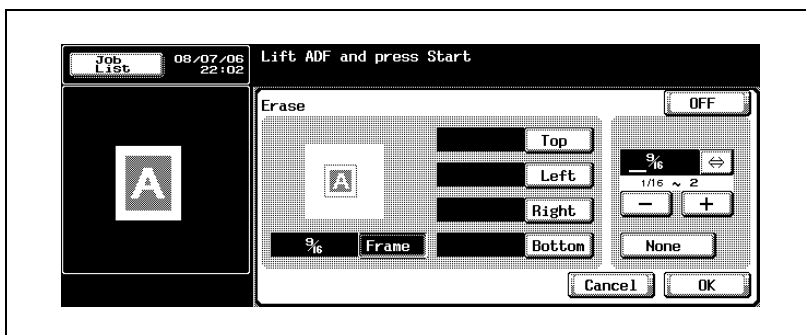 Job List
08/07/06
22:02
Lift ADF and press Start
A
Erase
OFF
A
Top
Left
Right
Bottom
9/16
Frame
9/16
⇔
1/16 ~ 2
−
+
None
Cancel
OK